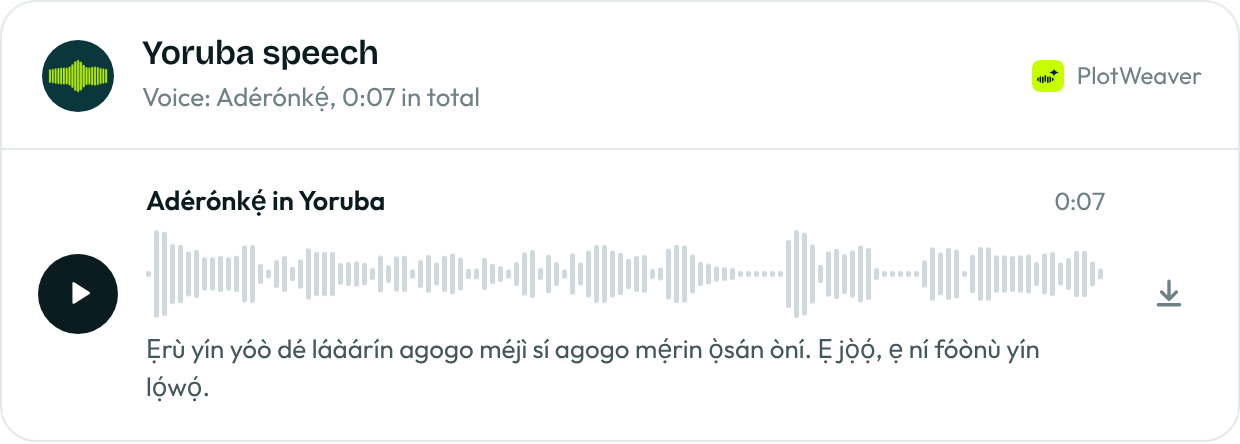 Yoruba speech
Voice: Adérónkẹ́, 0:07 in total
PlotWeaver
Adérónkẹ́ in Yoruba
0:07
Ẹrù yín yóò dé láàárín agogo méjì sí agogo mẹ́rin ọ̀sán òní. Ẹ jọ̀ọ́, ẹ ní fóònù yín
lọ́wọ́.